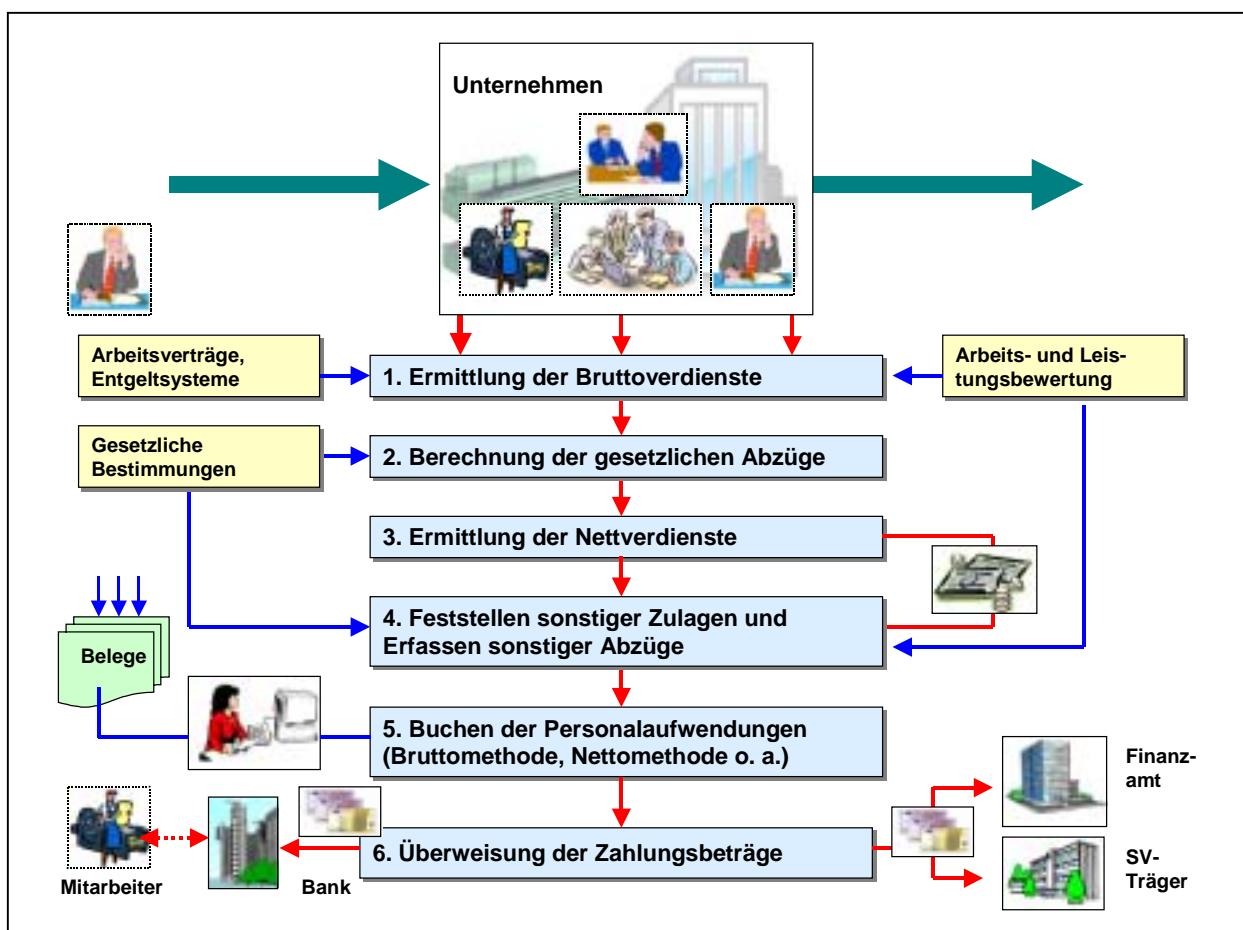 Unternehmen
Arbeitsverträge,
Entgeltsysteme
1. Ermittlung der Bruttoverdienste
Arbeits- und Leis-
tungsbewertung
Gesetzliche
Bestimmungen
2. Berechnung der gesetzlichen Abzüge
3. Ermittlung der Nettverdienste
4. Feststellen sonstiger Zulagen und
Erfassen sonstiger Abzüge
Belege
5. Buchen der Personalaufwendungen
(Bruttomethode, Nettomethode o. a.)
Finanz-
amt
6. Überweisung der Zahlungsbeträge
Mitarbeiter
Bank
SV-
Träger